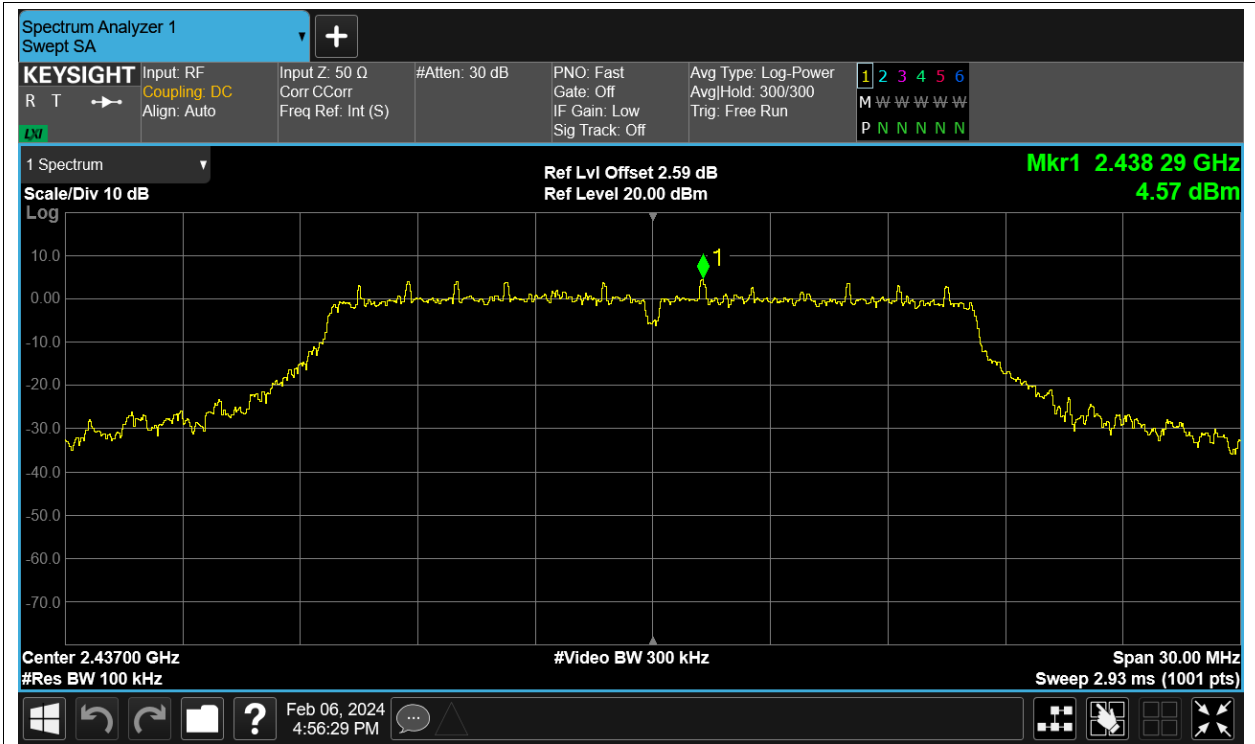 Spectrum Analyzer 1
Swept SA
KEYSIGHT
R T
LXI
Input: RF
Coupling: DC
Align: Auto
Input Z: 50 Ω
Corr CCorr
Freq Ref: Int (S)
#Atten: 30 dB
PNO: Fast
Gate: Off
IF Gain: Low
Sig Track: Off
Avg Type: Log-Power
Avg|Hold: 300/300
Trig: Free Run
1 2 3 4 5 6
M W W W W W
P N N N N N
1 Spectrum
Scale/Div 10 dB
Ref Lvl Offset 2.59 dB
Ref Level 20.00 dBm
Mkr1 2.438 29 GHz
4.57 dBm
Log
10.0
0.00
-10.0
-20.0
-30.0
-40.0
-50.0
-60.0
-70.0
1
Center 2.43700 GHz
#Res BW 100 kHz
#Video BW 300 kHz
Span 30.00 MHz
Sweep 2.93 ms (1001 pts)
?
Feb 06, 2024
4:56:29 PM